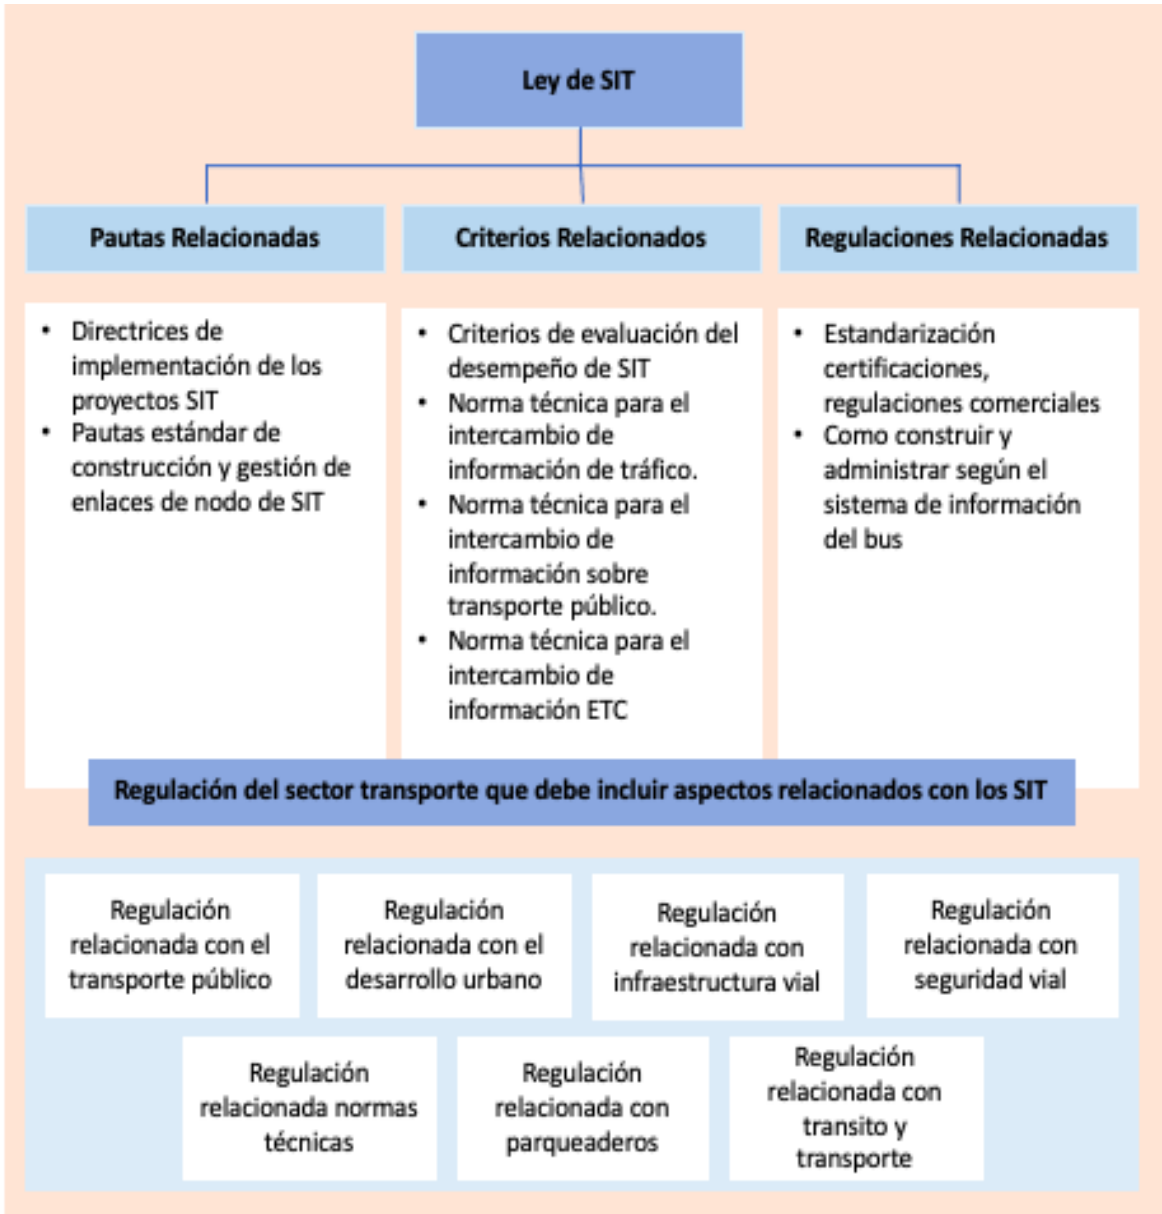 Ley de SIT
Pautas Relacionadas
Criterios Relacionados
Regulaciones Relacionadas
• Directrices de
implementación de los
proyectos SIT
• Pautas estándar de
construcción y gestión de
enlaces de nodo de SIT
• Criterios de evaluación del
desempeño de SIT
• Norma técnica para el
intercambio de
información de tráfico.
• Norma técnica para el
intercambio de
información sobre
transporte público.
• Norma técnica para el
intercambio de
información ETC
• Estandarización
certificaciones,
regulaciones comerciales
• Como construir y
administrar según el
sistema de información
del bus
Regulación del sector transporte que debe incluir aspectos relacionados con los SIT
Regulación
relacionada con el
transporte público
Regulación
relacionada con el
desarrollo urbano
Regulación
relacionada con
infraestructura vial
Regulación
relacionada con
seguridad vial
Regulación
relacionada normas
técnicas
Regulación
relacionada con
parqueaderos
Regulación
relacionada con
transito y
transporte